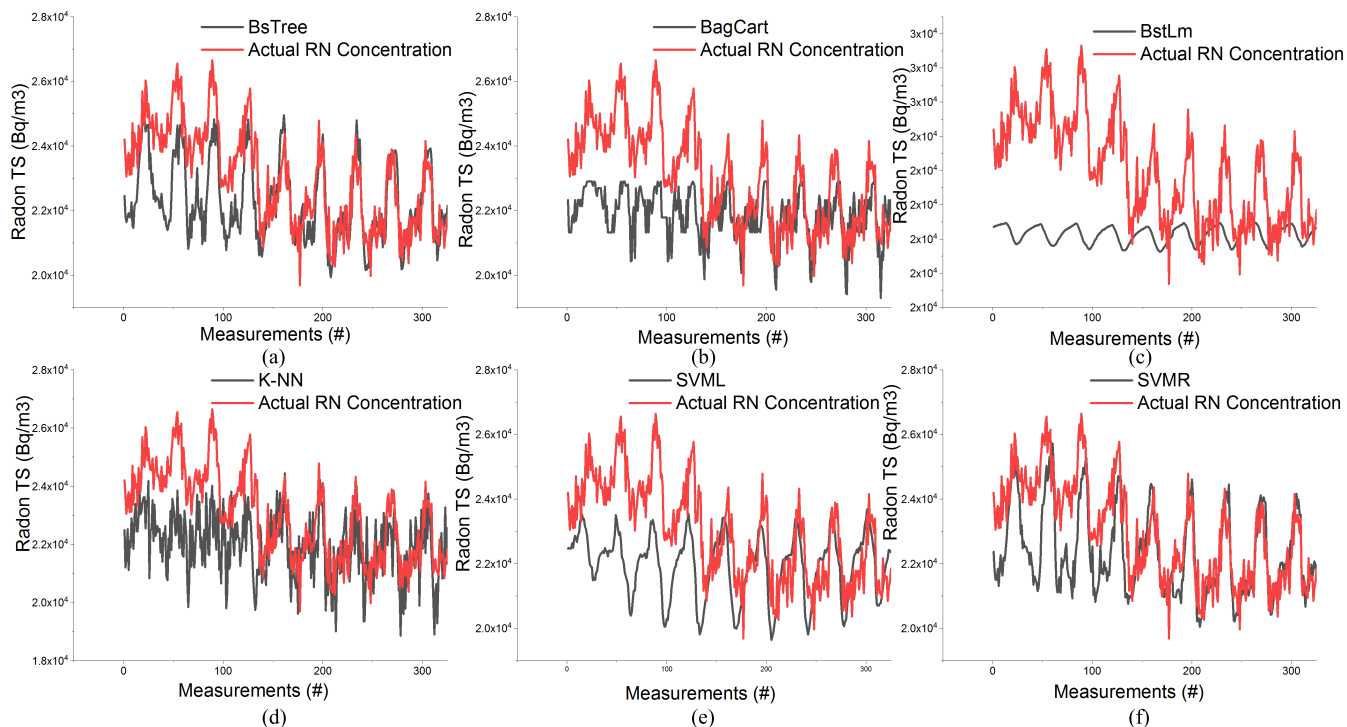 BsTree
Actual RN Concentration
Radon TS (Bq/m3)
2.8x10⁴
2.6x10⁴
2.4x10⁴
2.2x10⁴
2.0x10⁴
0 100 200 300
Measurements (#)
(a)
BagCart
Actual RN Concentration
Radon TS (Bq/m3)
2.8x10⁴
2.6x10⁴
2.4x10⁴
2.2x10⁴
2.0x10⁴
0 100 200 300
Measurements (#)
(b)
BstLm
Actual RN Concentration
Radon TS (Bq/m3)
3x10⁴
3x10⁴
3x10⁴
2x10⁴
2x10⁴
2x10⁴
2x10⁴
2x10⁴
2x10⁴
0 100 200 300
Measurements (#)
(c)
K-NN
Actual RN Concentration
Radon TS (Bq/m3)
2.8x10⁴
2.6x10⁴
2.4x10⁴
2.2x10⁴
2.0x10⁴
1.8x10⁴
0 100 200 300
Measurements (#)
(d)
SVML
Actual RN Concentration
Radon TS (Bq/m3)
2.8x10⁴
2.6x10⁴
2.4x10⁴
2.2x10⁴
2.0x10⁴
0 100 200 300
Measurements (#)
(e)
SVMR
Actual RN Concentration
Radon TS (Bq/m3)
2.8x10⁴
2.6x10⁴
2.4x10⁴
2.2x10⁴
2.0x10⁴
0 100 200 300
Measurements (#)
(f)